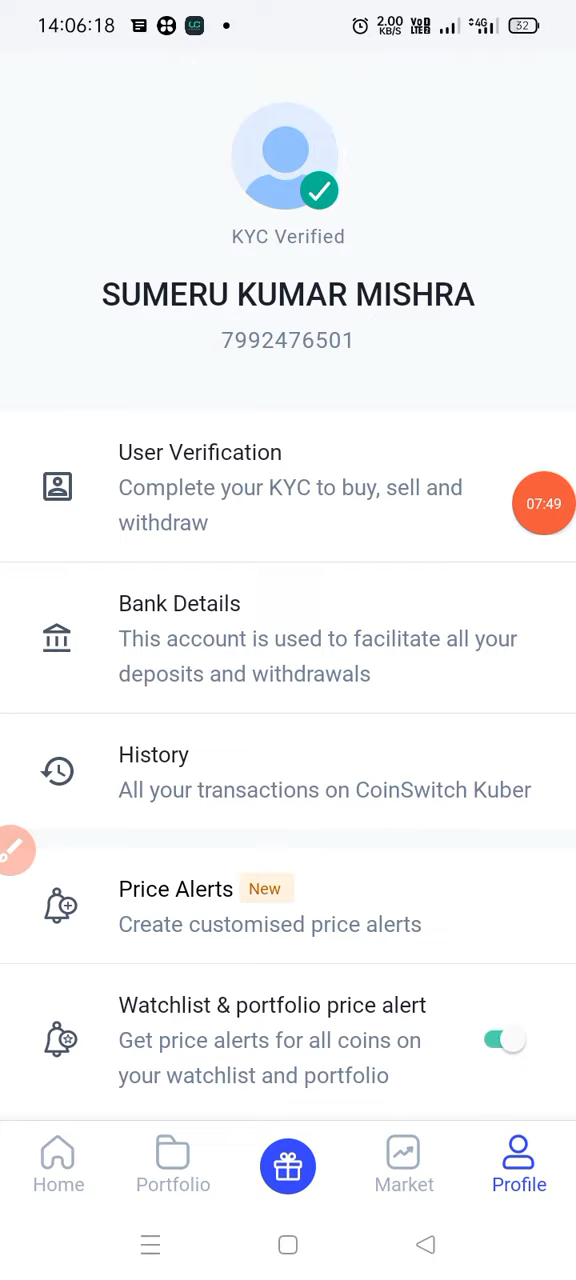 14:06:18 2.00 KB/S VoD LTE2 4G 32
KYC Verified
SUMERU KUMAR MISHRA
7992476501
User Verification
Complete your KYC to buy, sell and
withdraw
07:49
Bank Details
This account is used to facilitate all your
deposits and withdrawals
History
All your transactions on CoinSwitch Kuber
Price Alerts New
Create customised price alerts
Watchlist & portfolio price alert
Get price alerts for all coins on
your watchlist and portfolio
Home Portfolio Market Profile